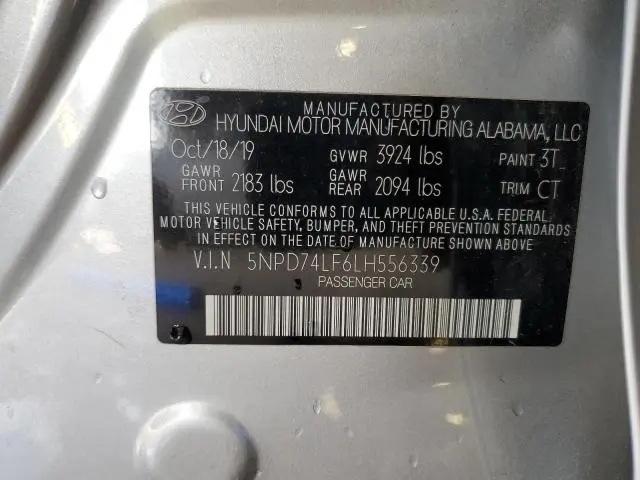 MANUFACTURED BY
HYUNDAI MOTOR MANUFACTURING ALABAMA, LLC
Oct/18/19 GVWR 3924 lbs PAINT 3T
GAWR FRONT 2183 lbs GAWR REAR 2094 lbs TRIM CT
THIS VEHICLE CONFORMS TO ALL APPLICABLE U.S.A. FEDERAL
MOTOR VEHICLE SAFETY, BUMPER, AND THEFT PREVENTION STANDARDS
IN EFFECT ON THE DATE OF MANUFACTURE SHOWN ABOVE.
V.I.N 5NPD74LF6LH556339
PASSENGER CAR